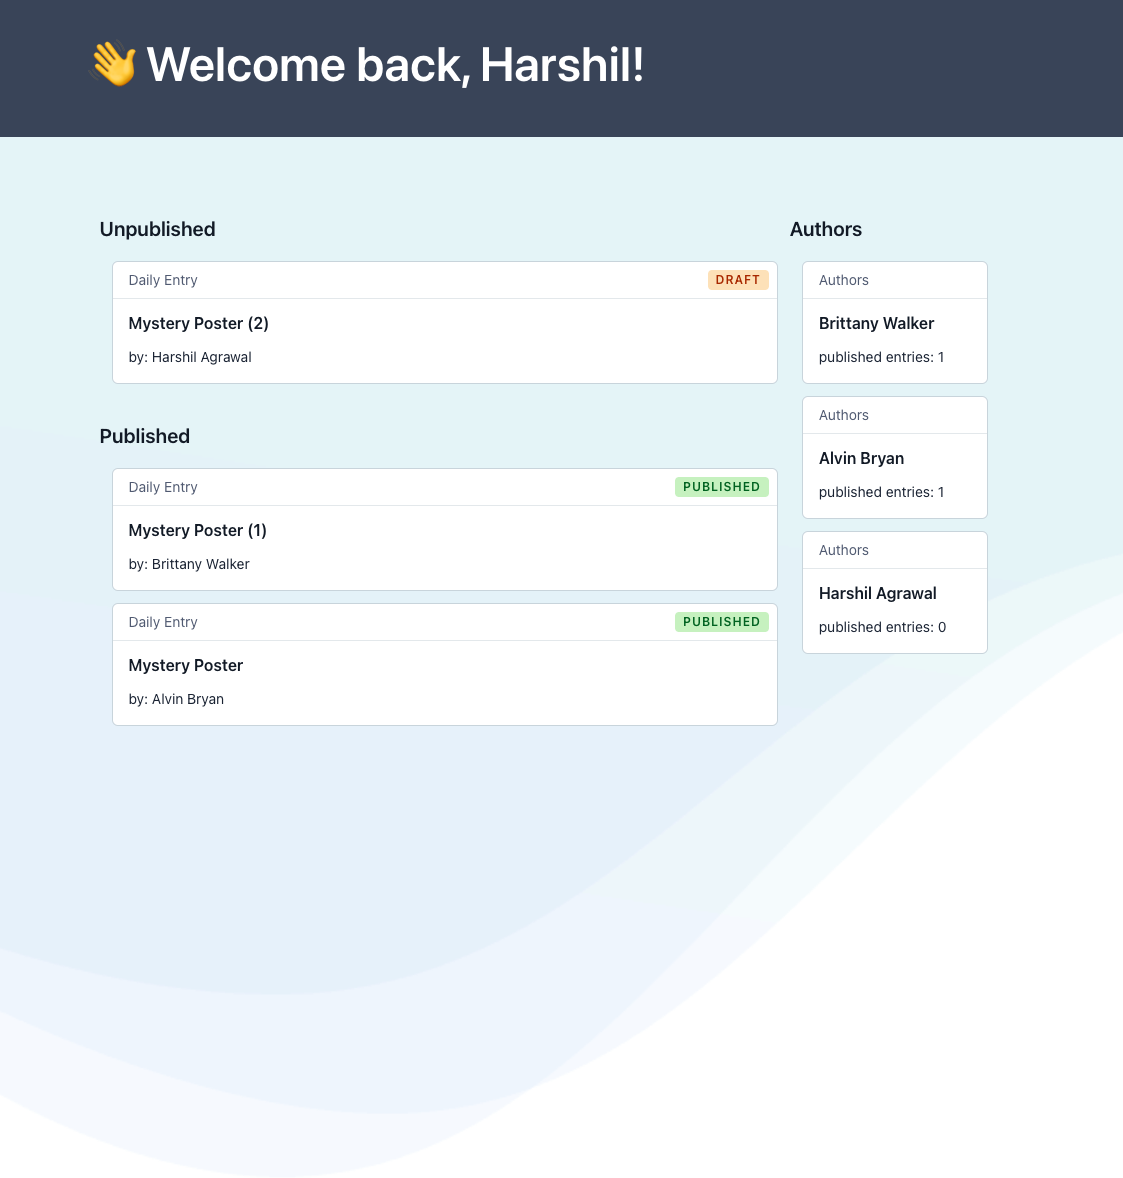 👋 Welcome back, Harshil!
Unpublished
Daily Entry DRAFT
Mystery Poster (2)
by: Harshil Agrawal
Published
Daily Entry PUBLISHED
Mystery Poster (1)
by: Brittany Walker
Daily Entry PUBLISHED
Mystery Poster
by: Alvin Bryan
Authors
Authors
Brittany Walker
published entries: 1
Authors
Alvin Bryan
published entries: 1
Authors
Harshil Agrawal
published entries: 0